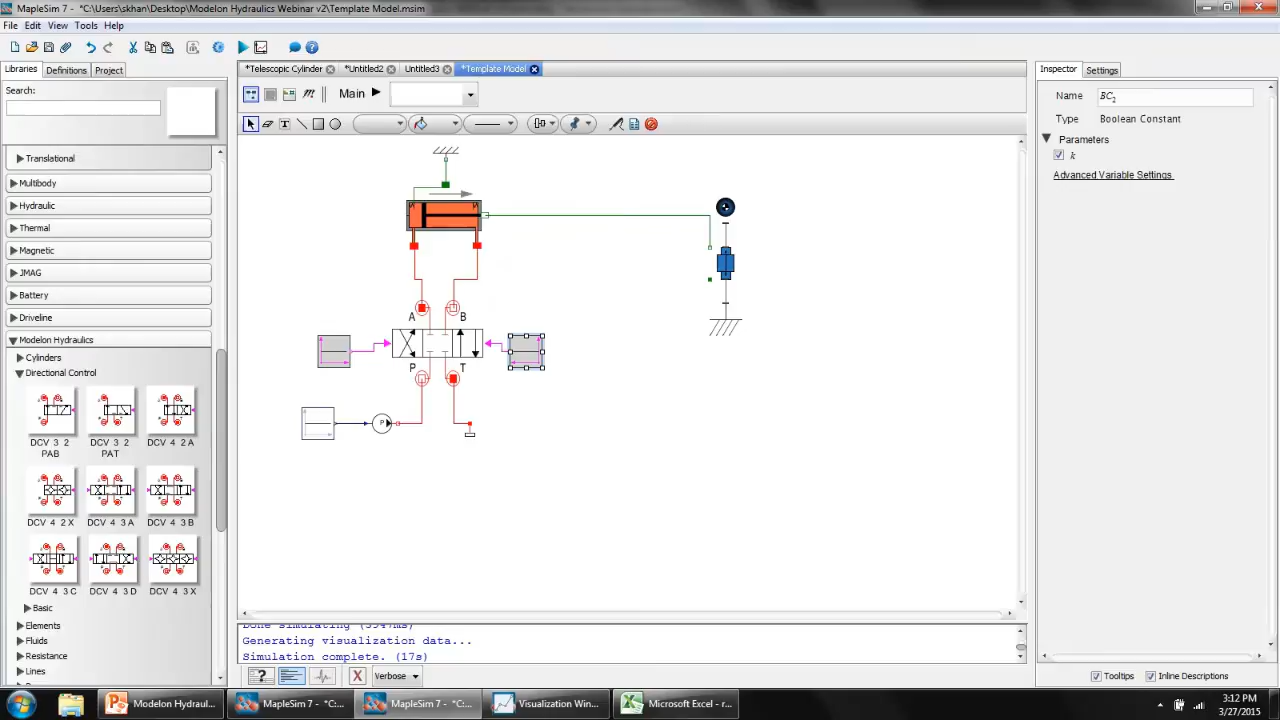 MapleSim 7 - *C:\Users\skhan\Desktop\Modelon Hydraulics Webinar v2\Template Model.msim
File Edit View Tools Help
Libraries Definitions Project
*Telescopic Cylinder *Untitled2 Untitled3 *Template Model
Inspector Settings
Search:
Main
Name BC2
Type Boolean Constant
Parameters
k
Advanced Variable Settings
Translational
Multibody
Hydraulic
Thermal
Magnetic
JMAG
Battery
Driveline
Modelon Hydraulics
Cylinders
Directional Control
DCV 3 2 PAB
DCV 3 2 PAT
DCV 4 2 A
DCV 4 2 X
DCV 4 3 A
DCV 4 3 B
DCV 4 3 C
DCV 4 3 D
DCV 4 3 X
Basic
Elements
Fluids
Resistance
Lines
A B
P T
P
Done simulating (3947ms)
Generating visualization data...
Simulation complete. (17s)
Verbose
Tooltips Inline Descriptions
Modelon Hydraul...
MapleSim 7 - *C:...
MapleSim 7 - *C:...
Visualization Win...
Microsoft Excel - r...
3:12 PM
3/27/2015